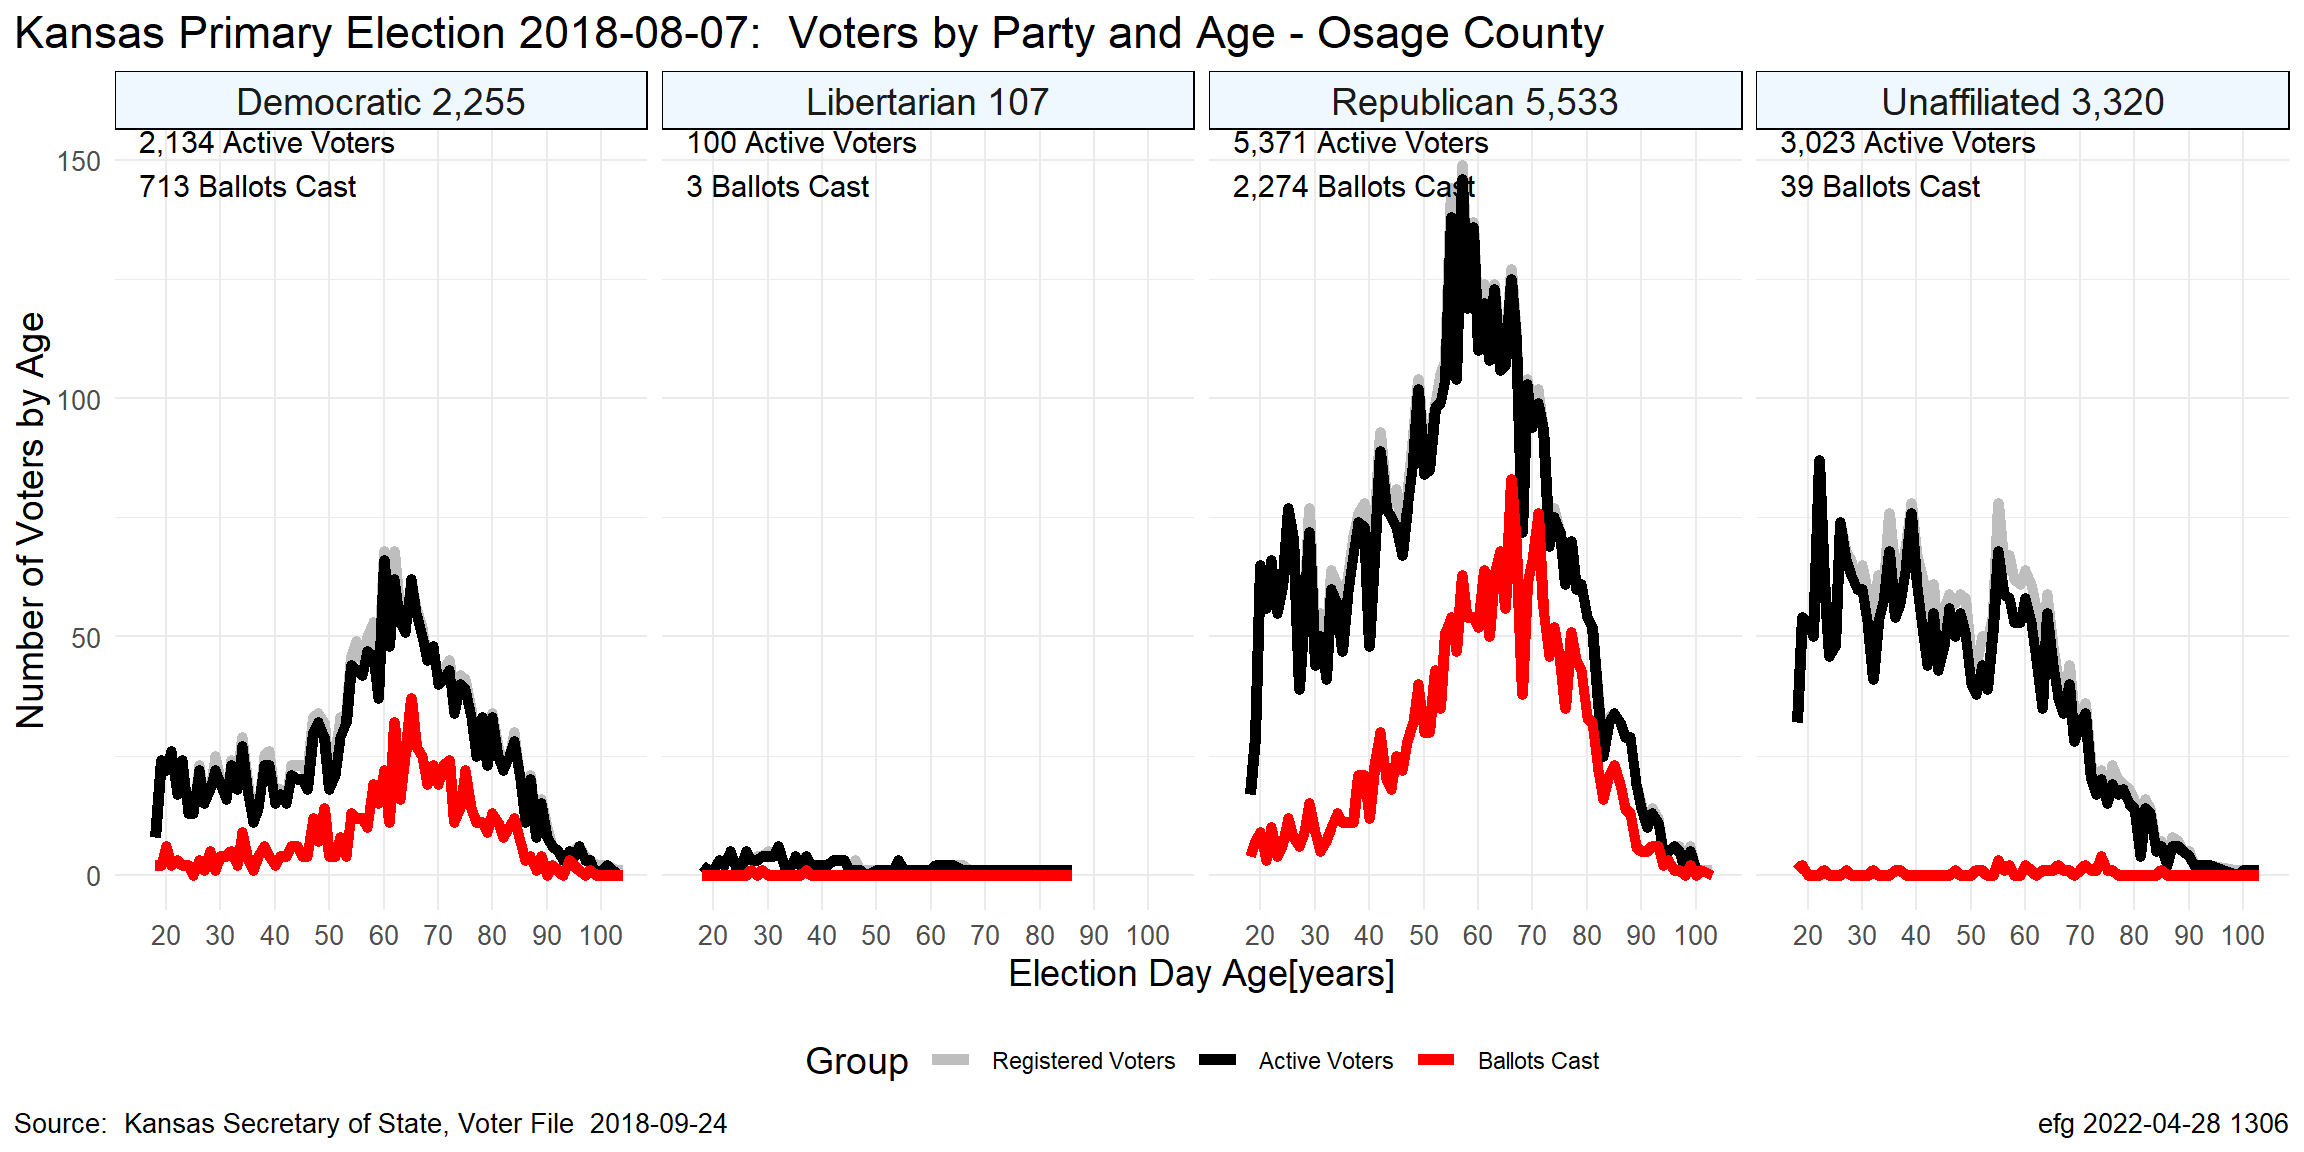 Kansas Primary Election 2018-08-07:  Voters by Party and Age - Osage County
Democratic 2,255
Libertarian 107
Republican 5,533
Unaffiliated 3,320
2,134 Active Voters
713 Ballots Cast
100 Active Voters
3 Ballots Cast
5,371 Active Voters
2,274 Ballots Cast
3,023 Active Voters
39 Ballots Cast
Number of Voters by Age
150
100
50
0
20 30 40 50 60 70 80 90 100
20 30 40 50 60 70 80 90 100
20 30 40 50 60 70 80 90 100
20 30 40 50 60 70 80 90 100
Election Day Age[years]
Group Registered Voters Active Voters Ballots Cast
Source:  Kansas Secretary of State, Voter File  2018-09-24
efg 2022-04-28 1306